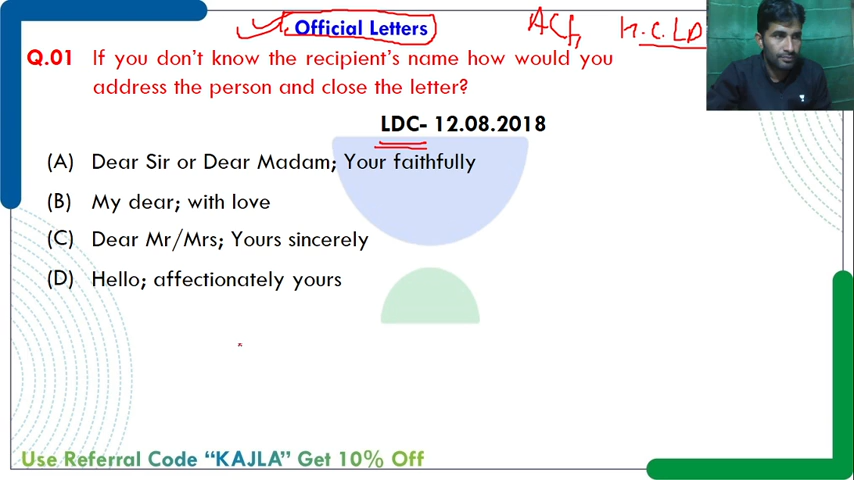 Official Letters
Q.01 If you don't know the recipient's name how would you
address the person and close the letter?
LDC- 12.08.2018
(A) Dear Sir or Dear Madam; Your faithfully
(B) My dear; with love
(C) Dear Mr/Mrs; Yours sincerely
(D) Hello; affectionately yours
Use Referral Code “KAJLA” Get 10% Off